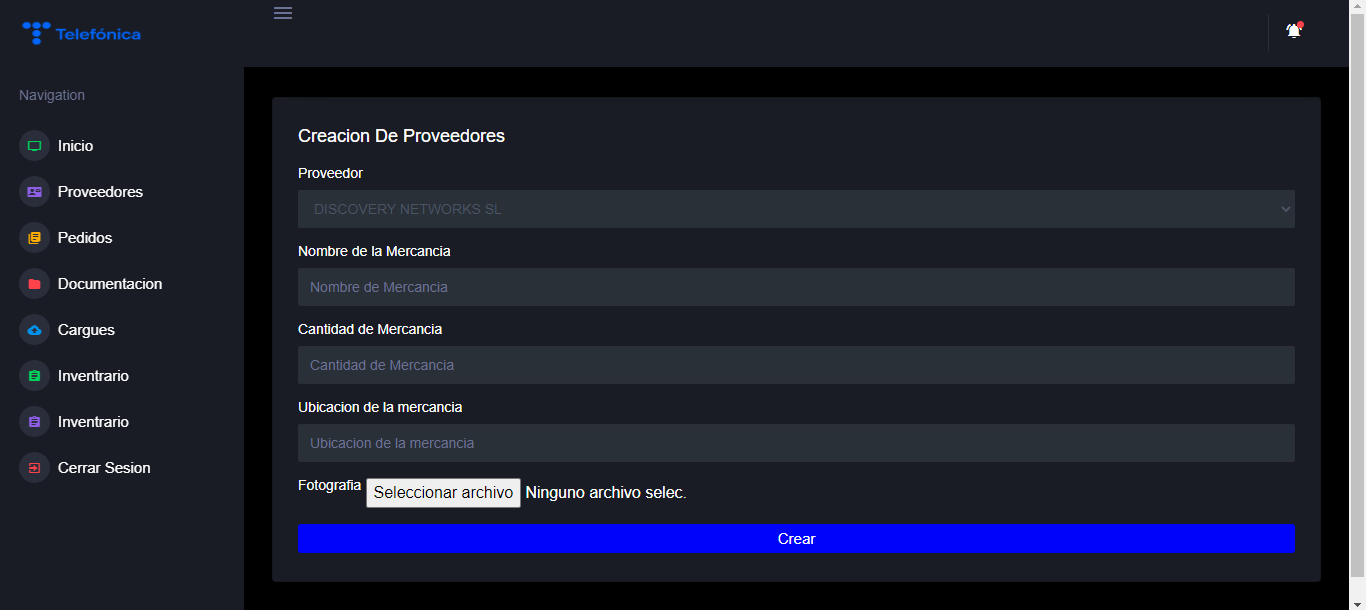 Telefónica
Navigation
Inicio
Proveedores
Pedidos
Documentacion
Cargues
Inventrario
Inventrario
Cerrar Sesion
Creacion De Proveedores
Proveedor
DISCOVERY NETWORKS SL
Nombre de la Mercancia
Nombre de Mercancia
Cantidad de Mercancia
Cantidad de Mercancia
Ubicacion de la mercancia
Ubicacion de la mercancia
Fotografia Seleccionar archivo Ninguno archivo selec.
Crear